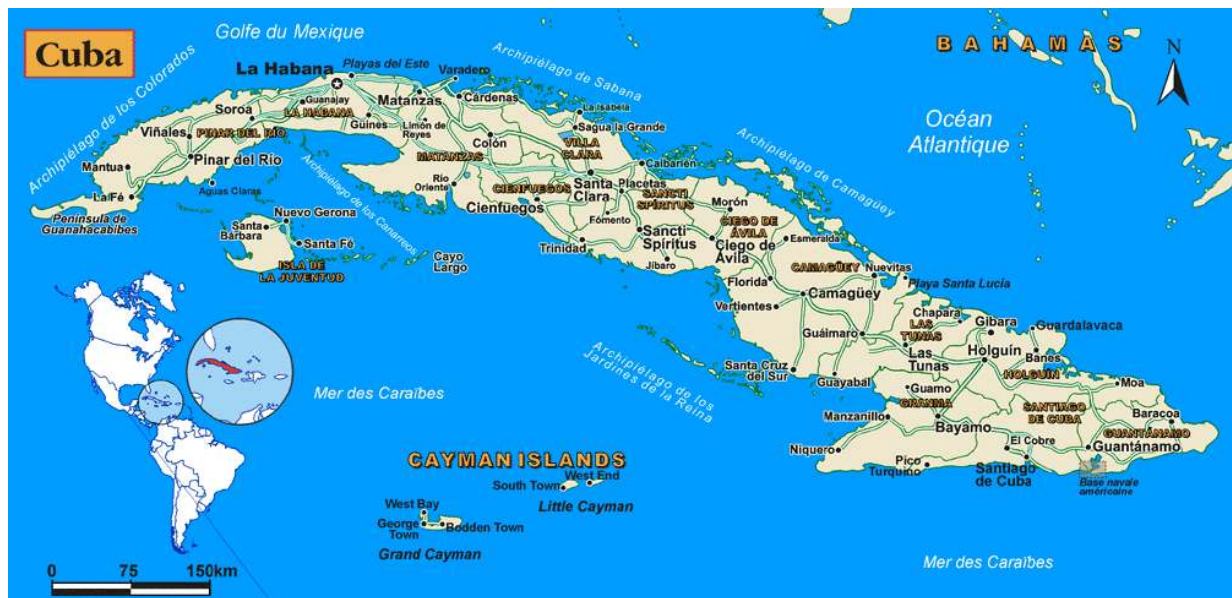 Cuba
Golfe du Mexique
BAHAMAS
N
Océan
Atlantique
Archipiélago de los Colorados
La Habana
Playas del Este
Varadero
Archipiélago de Sabana
Guanajay
LA HABANA
Matanzas
Cárdenas
La Isabela
Soroa
Güines
Limón de
Reyes
Sagua la Grande
Viñales
PINAR DEL RÍO
Colón
VILLA
CLARA
Archipiélago de Camagüey
Mantua
Pinar del Río
MATANZAS
Caibarién
La Fé
Aguas Claras
Archipiélago de los Canarreos
Río
Oriente
CIENFUEGOS
Santa
Clara
Placetas
SANCTI
SPÍRITUS
Península de
Guanahacabibes
Nuevo Gerona
Cienfuegos
Fómento
Morón
CIEGO DE
ÁVILA
Santa
Bárbara
Santa Fé
Trinidad
Sancti
Spíritus
Ciego de
Ávila
Esmeralda
ISLA DE
LA JUVENTUD
Cayo
Largo
Jíbaro
CAMAGÜEY
Nuevitas
Playa Santa Lucía
Florida
Vertientes
Camagüey
Chapara
LAS
TUNAS
Gibara
Guardalavaca
Guáimaro
Banes
Archipiélago de los
Jardines de la Reina
Santa Cruz
del Sur
Las
Tunas
Holguín
HOLGUÍN
Guayabal
Guamo
Moa
Mer des Caraïbes
GRANMA
SANTIAGO
DE CUBA
Manzanillo
Bayamo
Baracoa
GUANTÁNAMO
Niquero
El Cobre
Guantánamo
Pico
Turquino
Santiago
de Cuba
Base navale
américaine
CAYMAN ISLANDS
South Town
West End
Little Cayman
West Bay
George
Town
Bodden Town
Grand Cayman
Mer des Caraïbes
0 75 150km